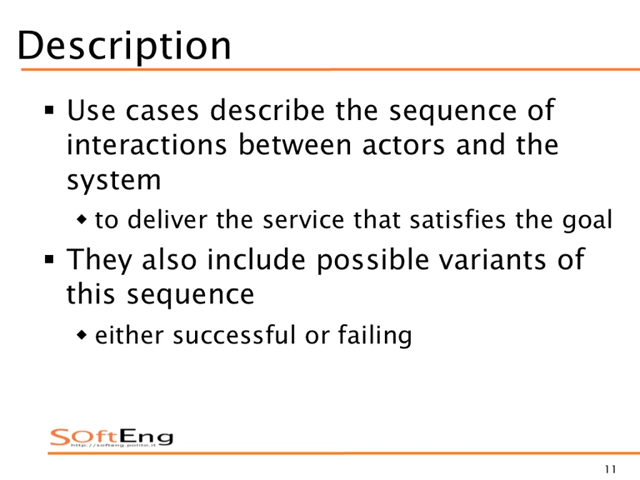 Description
▪ Use cases describe the sequence of
interactions between actors and the
system
◆ to deliver the service that satisfies the goal
▪ They also include possible variants of
this sequence
◆ either successful or failing
SOftEng
http://softeng.polito.it
11